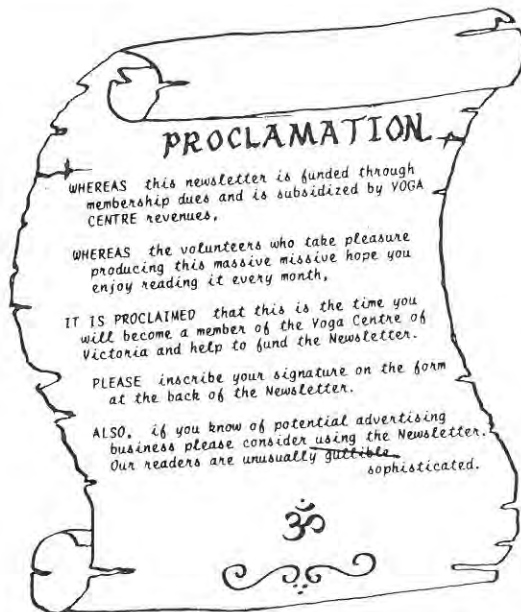 PROCLAMATION
WHEREAS this newsletter is funded through
membership dues and is subsidized by YOGA
CENTRE revenues,
WHEREAS the volunteers who take pleasure
producing this massive missive hope you
enjoy reading it every month,
IT IS PROCLAIMED that this is the time you
will become a member of the Yoga Centre of
Victoria and help to fund the Newsletter.
PLEASE inscribe your signature on the form
at the back of the Newsletter.
ALSO, if you know of potential advertising
business please consider using the Newsletter.
Our readers are unusually gullible
sophisticated.
ॐ